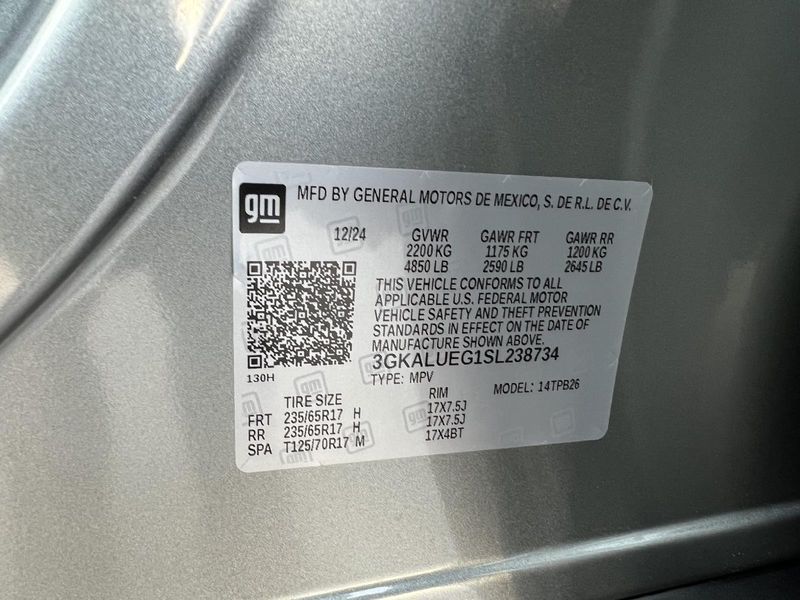 gm
MFD BY GENERAL MOTORS DE MEXICO, S. DE R.L. DE C.V.
12/24 GVWR GAWR FRT GAWR RR
2200 KG 1175 KG 1200 KG
4850 LB 2590 LB 2645 LB
THIS VEHICLE CONFORMS TO ALL
APPLICABLE U.S. FEDERAL MOTOR
VEHICLE SAFETY AND THEFT PREVENTION
STANDARDS IN EFFECT ON THE DATE OF
MANUFACTURE SHOWN ABOVE.
3GKALUEG1SL238734
130H TYPE: MPV MODEL: 14TPB26
TIRE SIZE RIM
FRT 235/65R17 H 17X7.5J
RR 235/65R17 H 17X7.5J
SPA T125/70R17 M 17X4BT